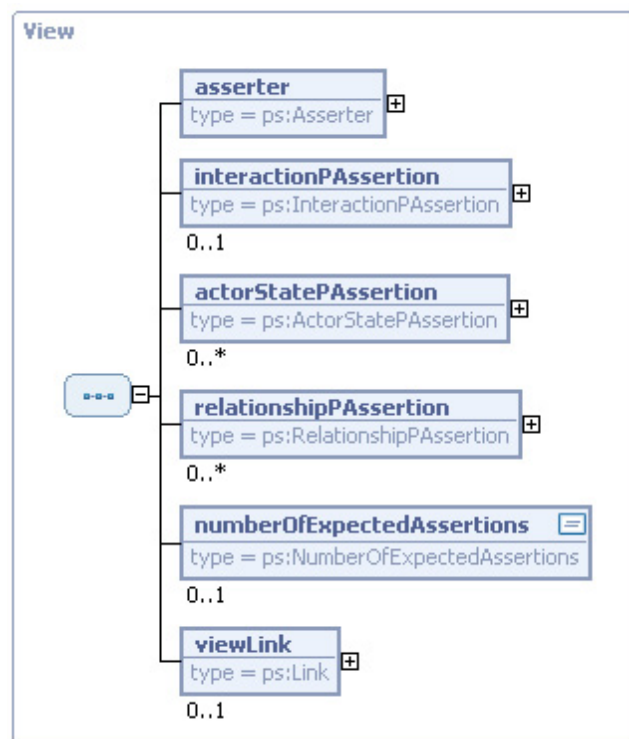 View
asserter
type = ps:Asserter
interactionPAssertion
type = ps:InteractionPAssertion
0..1
actorStatePAssertion
type = ps:ActorStatePAssertion
0..*
relationshipPAssertion
type = ps:RelationshipPAssertion
0..*
numberOfExpectedAssertions
type = ps:NumberOfExpectedAssertions
0..1
viewLink
type = ps:Link
0..1